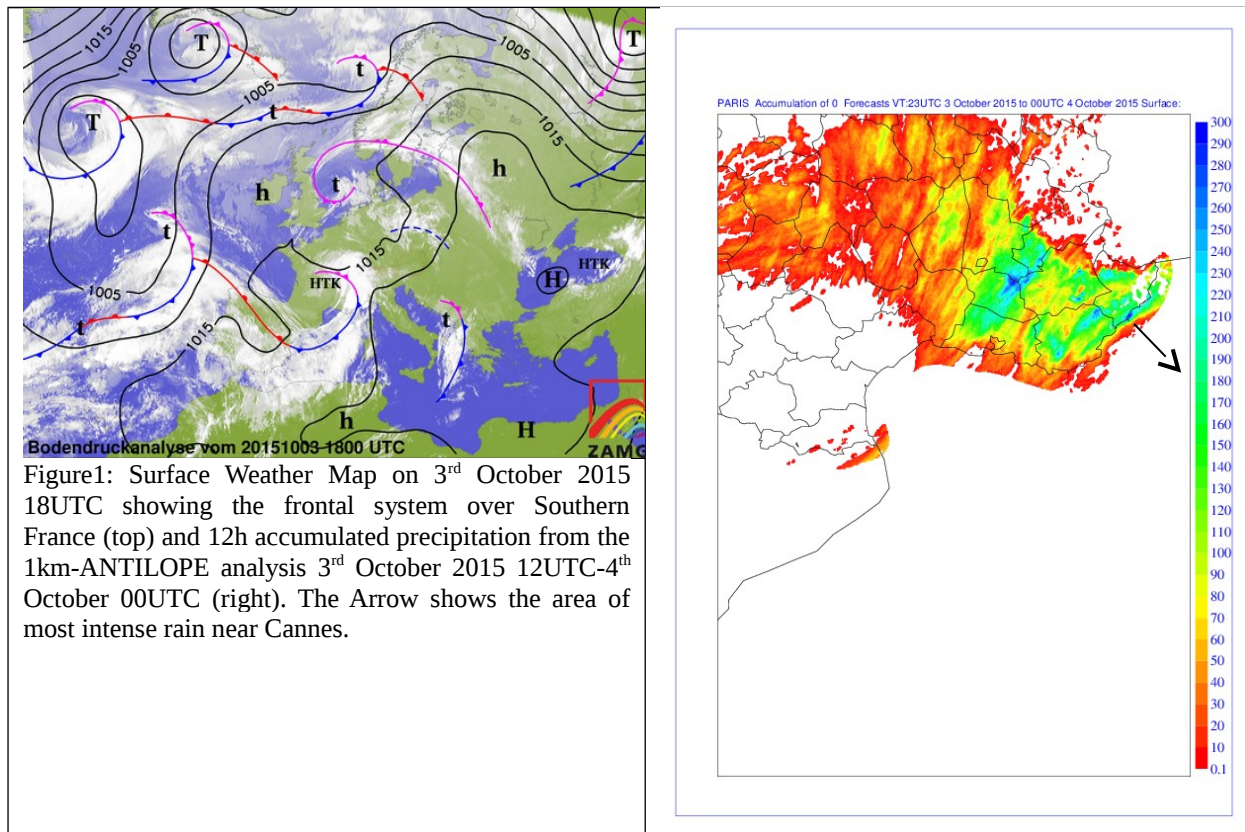 1015
1005
T
1005
T
t
T
1005
1015
t
T
h
t
h
t
1015
HTK
H
HTK
1005
t
1015
t
h
H
Bodendruckanalyse vom 20151003 1800 UTC
ZAMG
Figure1: Surface Weather Map on 3rd October 2015
18UTC showing the frontal system over Southern
France (top) and 12h accumulated precipitation from the
1km-ANTILOPE analysis 3rd October 2015 12UTC-4th
October 00UTC (right). The Arrow shows the area of
most intense rain near Cannes.
PARIS Accumulation of 0 Forecasts VT:23UTC 3 October 2015 to 00UTC 4 October 2015 Surface:
300
290
280
270
260
250
240
230
220
210
200
190
180
170
160
150
140
130
120
110
100
90
80
70
60
50
40
30
20
10
0.1